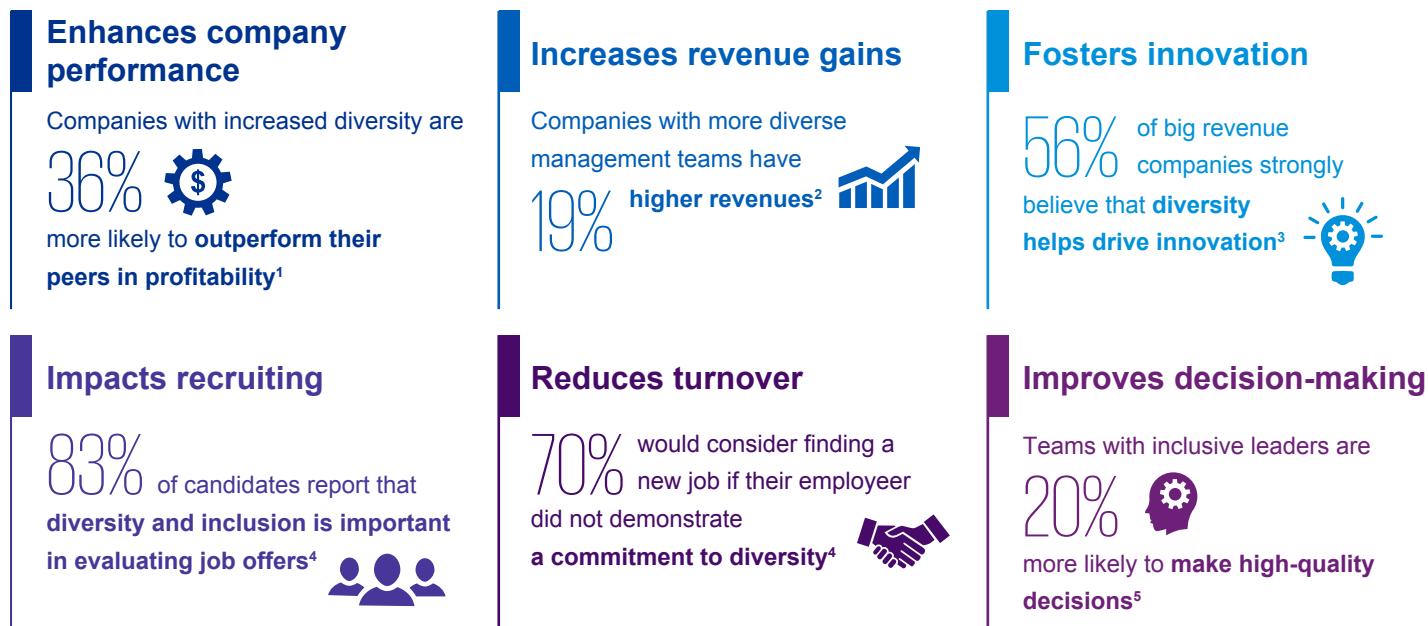 Enhances company
performance
Companies with increased diversity are
36%
$
more likely to outperform their
peers in profitability¹
Increases revenue gains
Companies with more diverse
management teams have
19% higher revenues²
Fosters innovation
56% of big revenue
companies strongly
believe that diversity
helps drive innovation³
Impacts recruiting
83% of candidates report that
diversity and inclusion is important
in evaluating job offers⁴
Reduces turnover
70% would consider finding a
new job if their employeer
did not demonstrate
a commitment to diversity⁴
Improves decision-making
Teams with inclusive leaders are
20%
more likely to make high-quality
decisions⁵